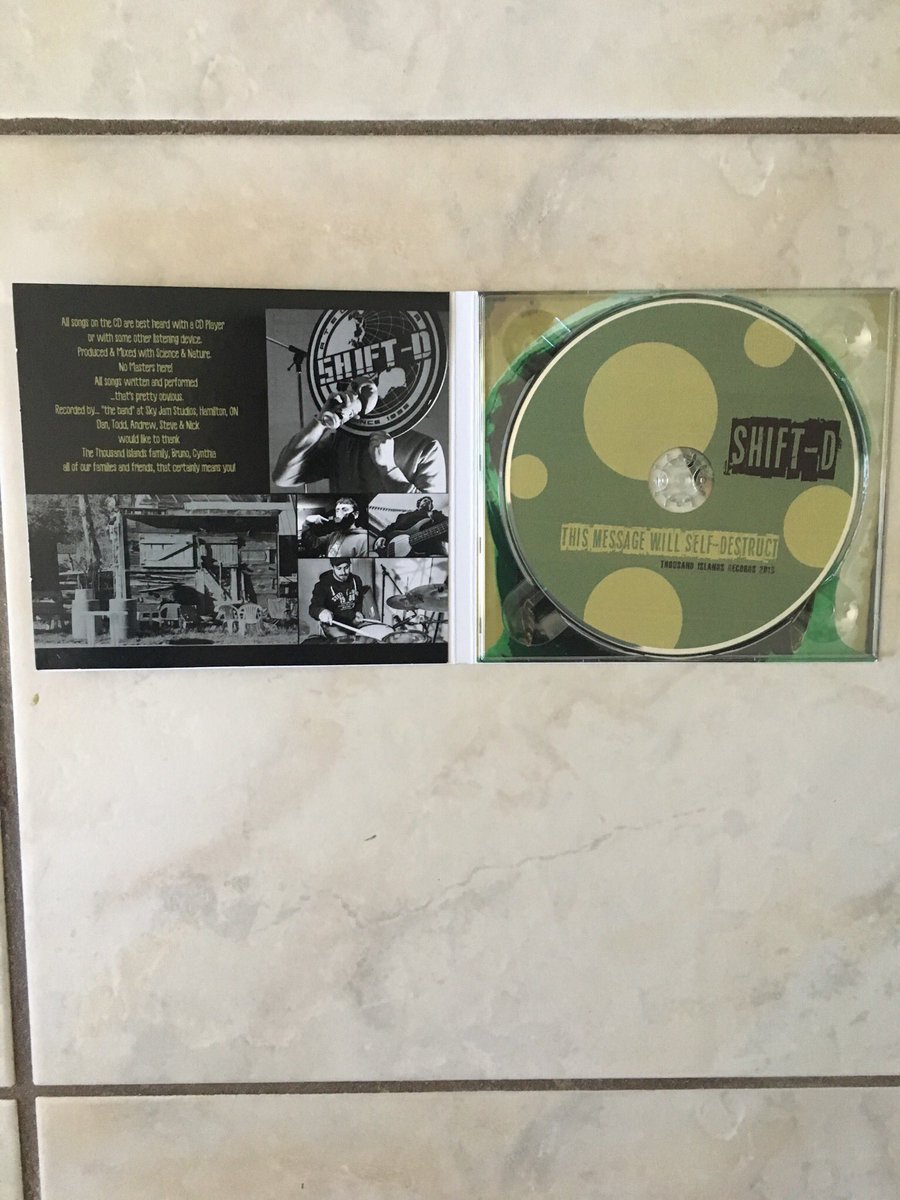 All songs on the CD are best heard with a CD Player
or with some other listening device.
Produced & Mixed with Science & Nature.
No Masters here!
All songs written and performed
...that's pretty obvious.
Recorded by... "the band" at Sky Jam Studios, Hamilton, ON
Dan, Todd, Andrew, Steve & Nick
would like to thank
The Thousand Islands family, Bruno, Cynthia
all of our families and friends, that certainly means you!
SHIFT-D
SHIFT-D
THIS MESSAGE WILL SELF-DESTRUCT
THOUSAND ISLANDS RECORDS 2015